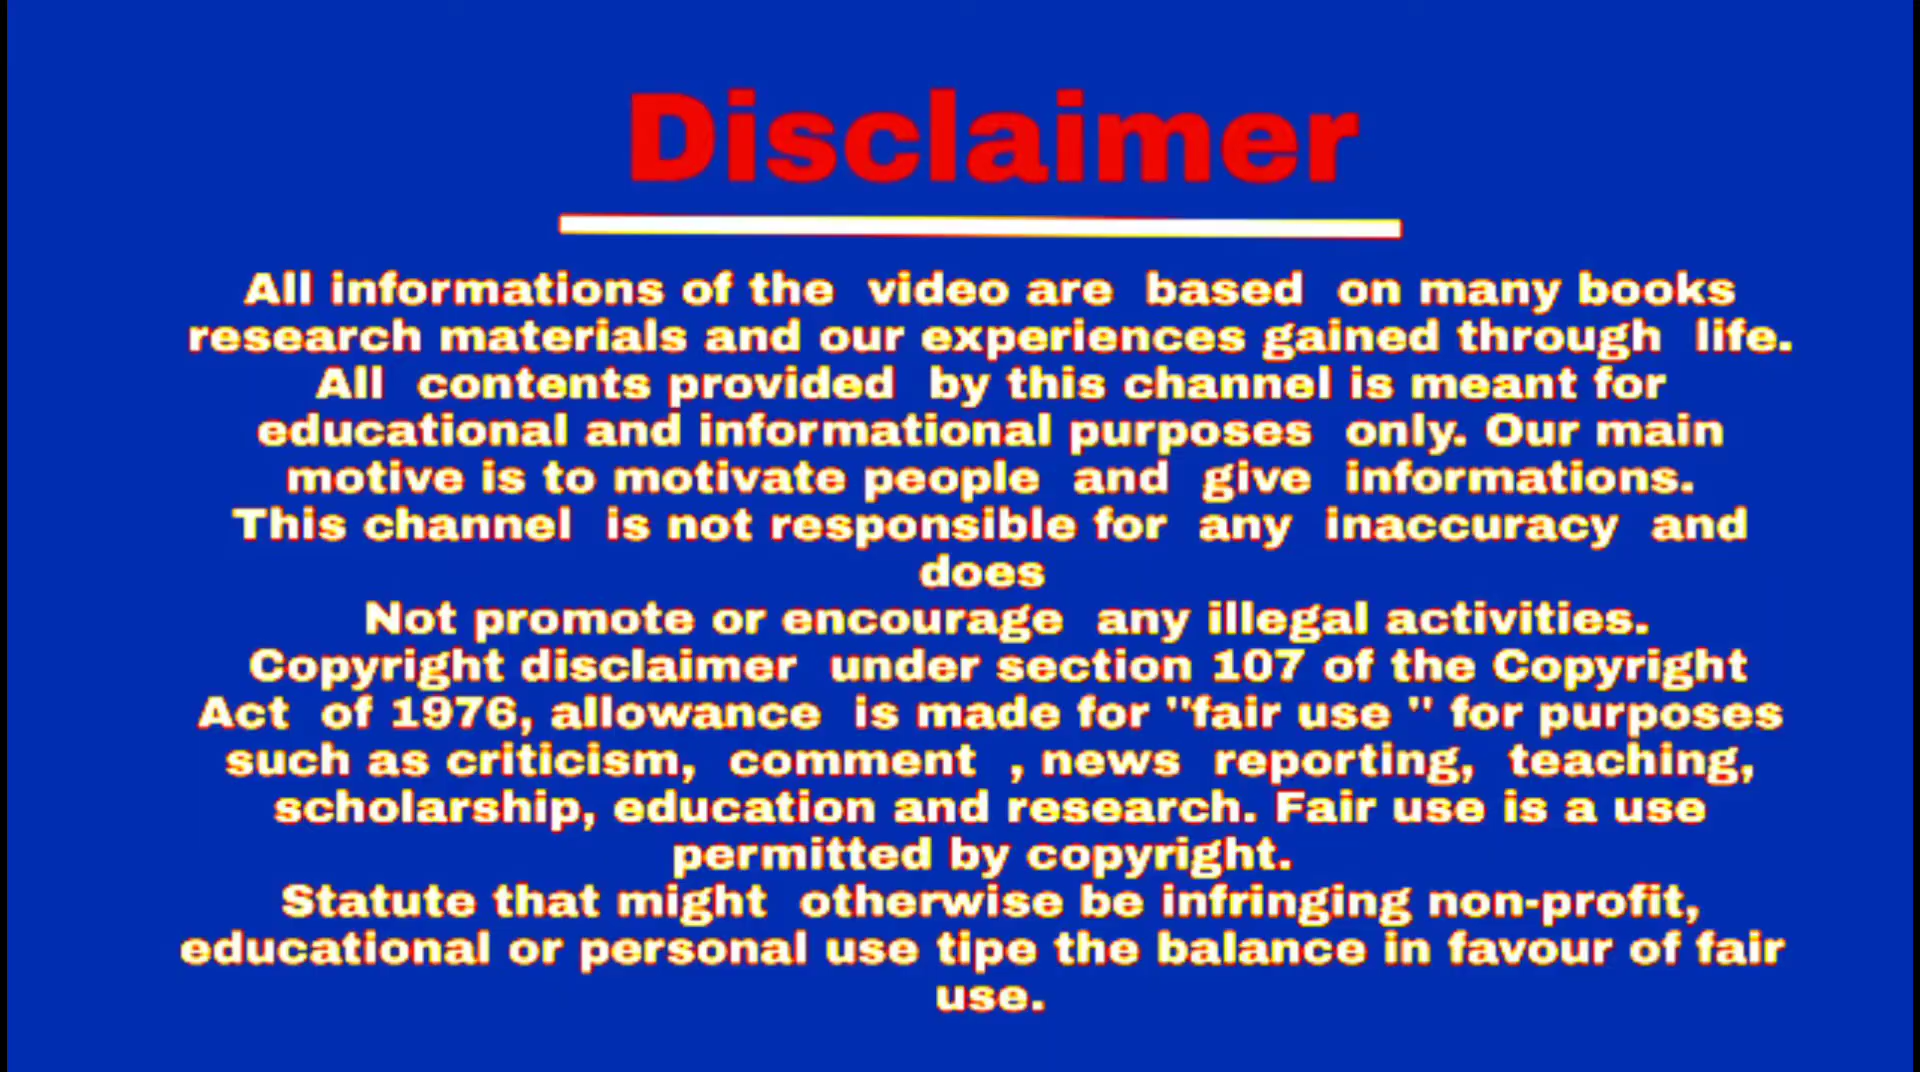 Disclaimer
All informations of the video are based on many books
research materials and our experiences gained through life.
All contents provided by this channel is meant for
educational and informational purposes only. Our main
motive is to motivate people and give informations.
This channel is not responsible for any inaccuracy and
does
Not promote or encourage any illegal activities.
Copyright disclaimer under section 107 of the Copyright
Act of 1976, allowance is made for "fair use " for purposes
such as criticism, comment , news reporting, teaching,
scholarship, education and research. Fair use is a use
permitted by copyright.
Statute that might otherwise be infringing non-profit,
educational or personal use tipe the balance in favour of fair
use.